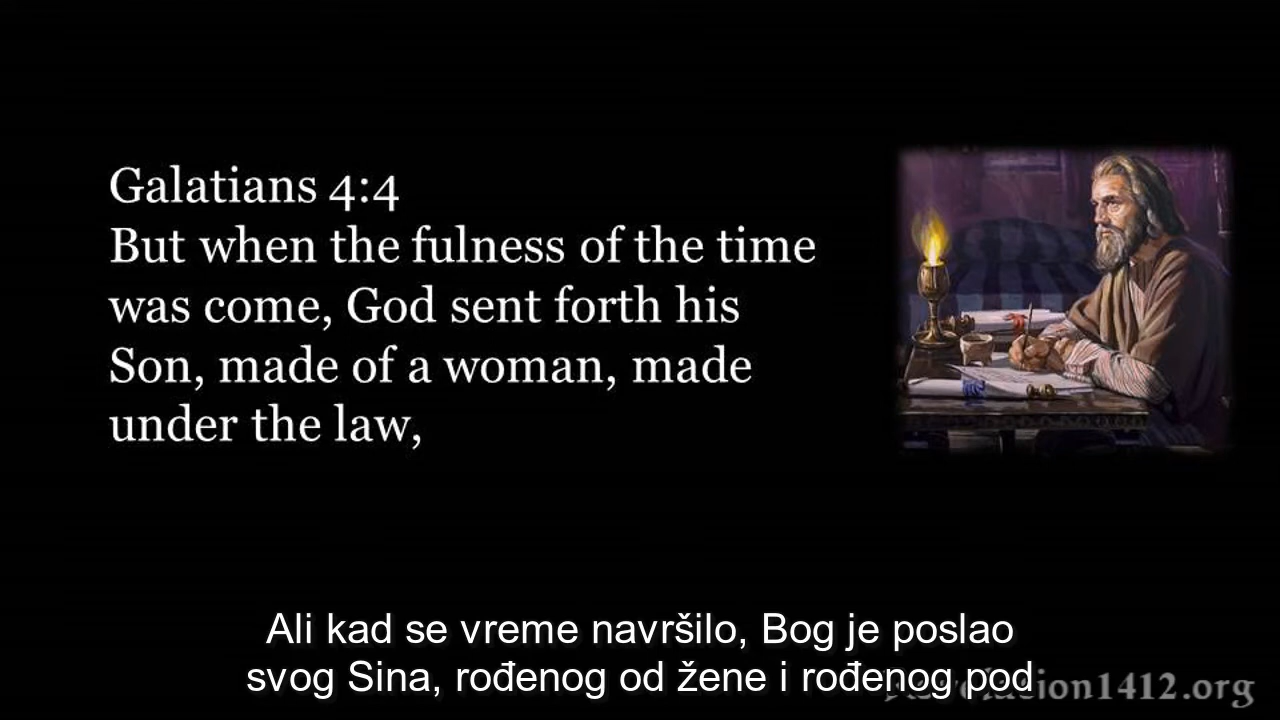 Galatians 4:4
But when the fulness of the time
was come, God sent forth his
Son, made of a woman, made
under the law,
Ali kad se vreme navršilo, Bog je poslao
svog Sina, rođenog od žene i rođenog pod
Revelation1412.org